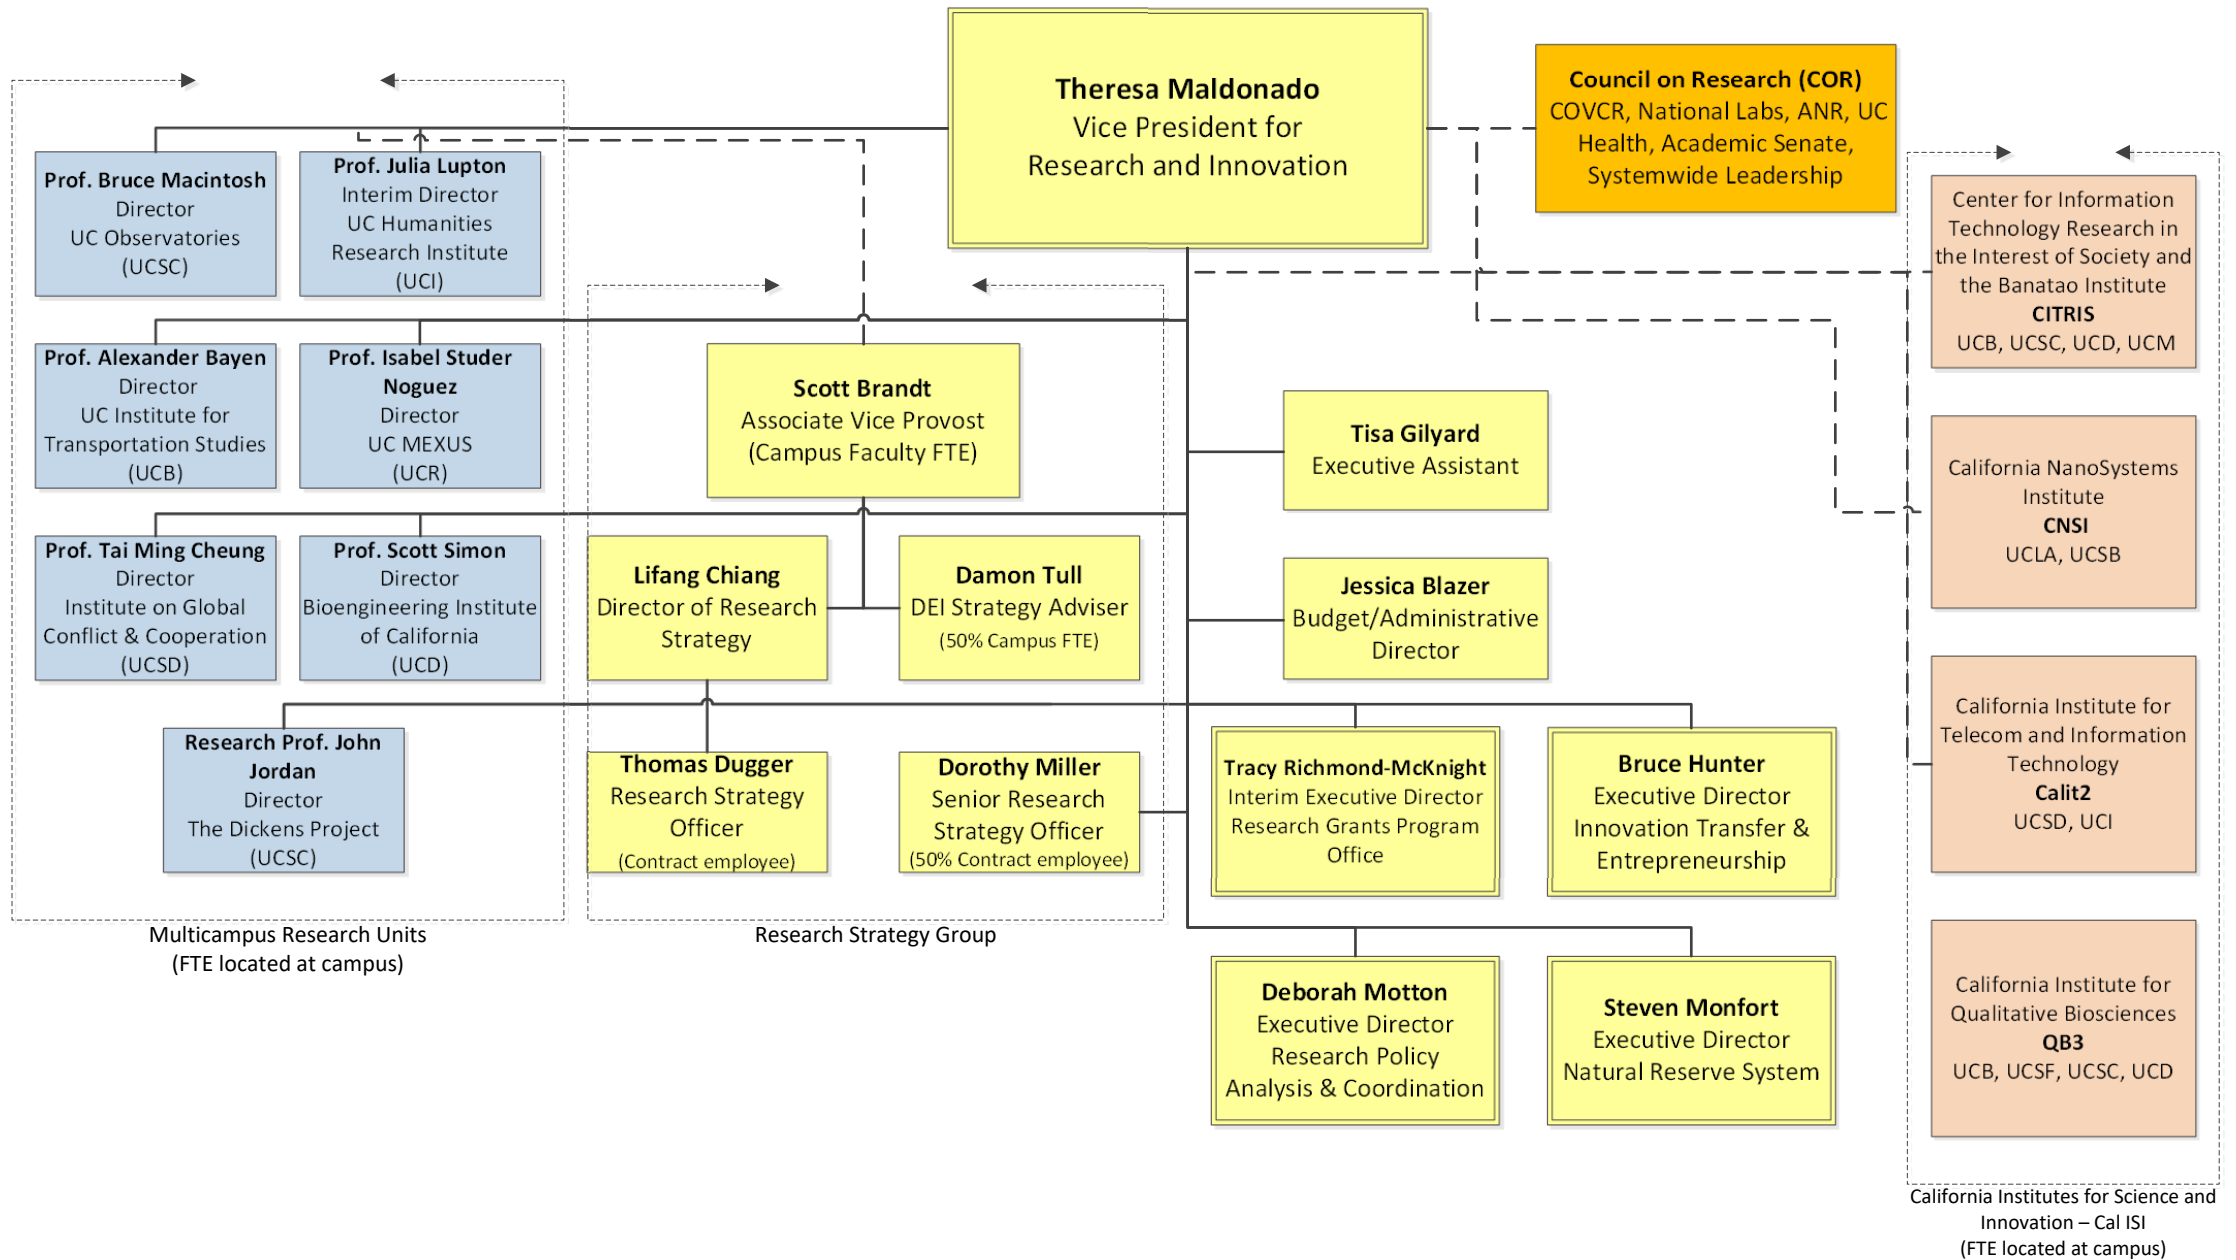 Theresa Maldonado
Vice President for
Research and Innovation
Council on Research (COR)
COVCR, National Labs, ANR, UC
Health, Academic Senate,
Systemwide Leadership
Prof. Bruce Macintosh
Director
UC Observatories
(UCSC)
Prof. Julia Lupton
Interim Director
UC Humanities
Research Institute
(UCI)
Prof. Alexander Bayen
Director
UC Institute for
Transportation Studies
(UCB)
Prof. Isabel Studer
Noguez
Director
UC MEXUS
(UCR)
Prof. Tai Ming Cheung
Director
Institute on Global
Conflict & Cooperation
(UCSD)
Prof. Scott Simon
Director
Bioengineering Institute
of California
(UCD)
Research Prof. John
Jordan
Director
The Dickens Project
(UCSC)
Multicampus Research Units
(FTE located at campus)
Scott Brandt
Associate Vice Provost
(Campus Faculty FTE)
Lifang Chiang
Director of Research
Strategy
Damon Tull
DEI Strategy Adviser
(50% Campus FTE)
Thomas Dugger
Research Strategy
Officer
(Contract employee)
Dorothy Miller
Senior Research
Strategy Officer
(50% Contract employee)
Research Strategy Group
Tisa Gilyard
Executive Assistant
Jessica Blazer
Budget/Administrative
Director
Tracy Richmond-McKnight
Interim Executive Director
Research Grants Program
Office
Bruce Hunter
Executive Director
Innovation Transfer &
Entrepreneurship
Deborah Motton
Executive Director
Research Policy
Analysis & Coordination
Steven Monfort
Executive Director
Natural Reserve System
Center for Information
Technology Research in
the Interest of Society and
the Banatao Institute
CITRIS
UCB, UCSC, UCD, UCM
California NanoSystems
Institute
CNSI
UCLA, UCSB
California Institute for
Telecom and Information
Technology
Calit2
UCSD, UCI
California Institute for
Qualitative Biosciences
QB3
UCB, UCSF, UCSC, UCD
California Institutes for Science and
Innovation – Cal ISI
(FTE located at campus)